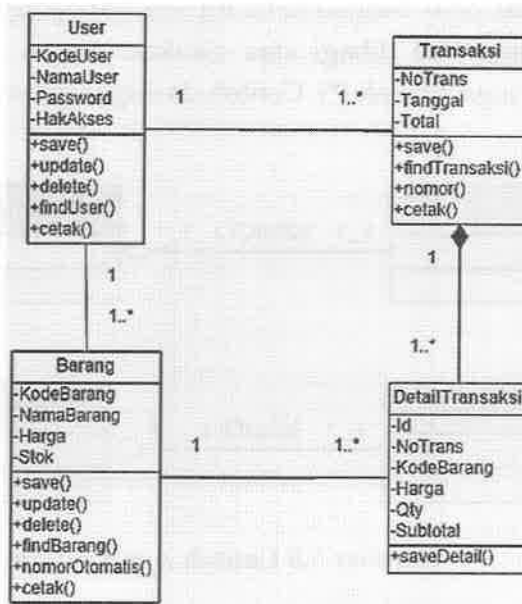 User
-KodeUser
-NamaUser
-Password
-HakAkses
+save()
+update()
+delete()
+findUser()
+cetak()
1
1..*
Transaksi
-NoTrans
-Tanggal
-Total
+save()
+findTransaksi()
+nomor()
+cetak()
1
1..*
1
1..*
Barang
-KodeBarang
-NamaBarang
-Harga
-Stok
+save()
+update()
+delete()
+findBarang()
+nomorOtomatis()
+cetak()
1
1..*
DetailTransaksi
-Id
-NoTrans
-KodeBarang
-Harga
-Qty
-Subtotal
+saveDetail()